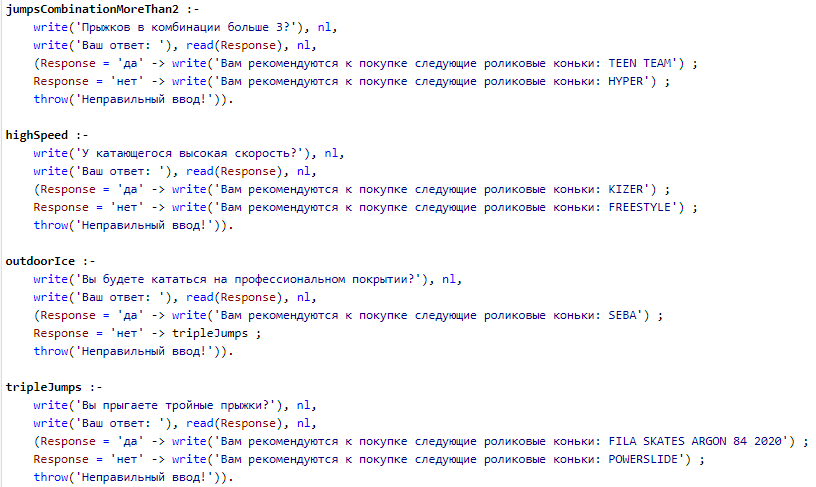 jumpsCombinationMoreThan2 :-
write('Прыжков в комбинации больше 3?'), nl,
write('Ваш ответ: '), read(Response), nl,
(Response = 'да' -> write('Вам рекомендуются к покупке следующие роликовые коньки: TEEN TEAM') ;
Response = 'нет' -> write('Вам рекомендуются к покупке следующие роликовые коньки: HYPER') ;
throw('Неправильный ввод!')).
highSpeed :-
write('У катающегося высокая скорость?'), nl,
write('Ваш ответ: '), read(Response), nl,
(Response = 'да' -> write('Вам рекомендуются к покупке следующие роликовые коньки: KIZER') ;
Response = 'нет' -> write('Вам рекомендуются к покупке следующие роликовые коньки: FREESTYLE') ;
throw('Неправильный ввод!')).
outdoorIce :-
write('Вы будете кататься на профессиональном покрытии?'), nl,
write('Ваш ответ: '), read(Response), nl,
(Response = 'да' -> write('Вам рекомендуются к покупке следующие роликовые коньки: SEBA') ;
Response = 'нет' -> tripleJumps ;
throw('Неправильный ввод!')).
tripleJumps :-
write('Вы прыгаете тройные прыжки?'), nl,
write('Ваш ответ: '), read(Response), nl,
(Response = 'да' -> write('Вам рекомендуются к покупке следующие роликовые коньки: FILA SKATES ARGON 84 2020') ;
Response = 'нет' -> write('Вам рекомендуются к покупке следующие роликовые коньки: POWERSLIDE') ;
throw('Неправильный ввод!')).